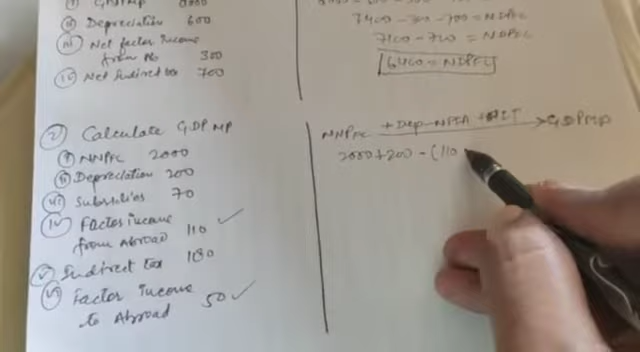 Depreciation 600
Net factor income
from Ab 300
Net Indirect tax 700
7400 - 300 - 700 = NDPFC
7100 - 700 = NDPFC
6400 = NDPFC
② Calculate GDPMP
① NNPFC 2000
Depreciation 200
Subsidies 70
Factor income
from Abroad 110 ✓
Indirect tax 180
Factor Income
to Abroad 50 ✓
NNPFC + Dep - NFIA + NIT → GDPMP
2000 + 200 - (110